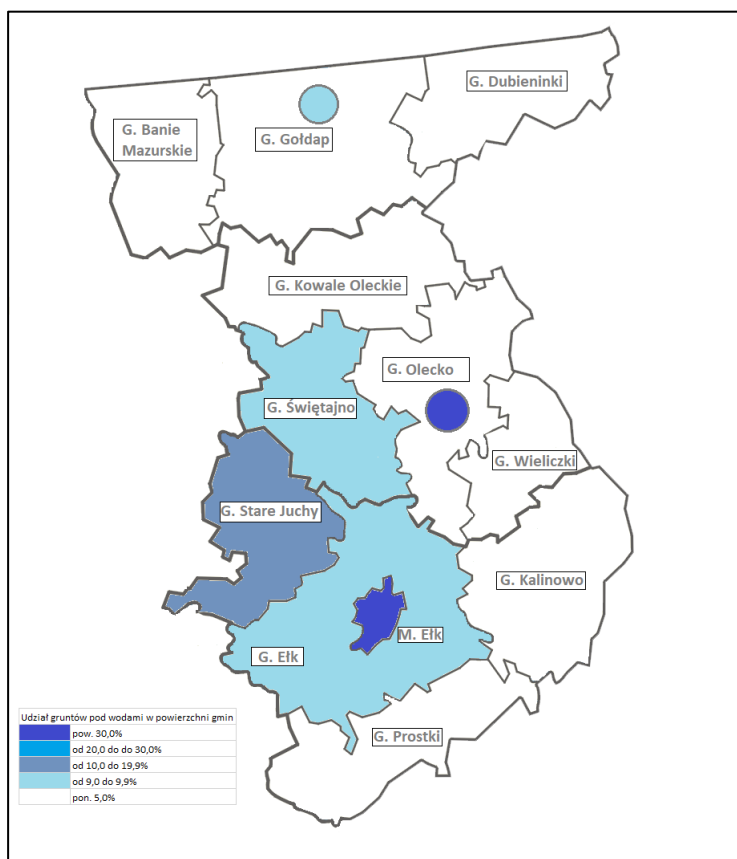 G. Dubieninki
G. Banie
Mazurskie
G. Gołdap
G. Kowale Oleckie
G. Olecko
G. Świętajno
G. Wieliczki
G. Stare Juchy
G. Kalinowo
M. Ełk
G. Ełk
G. Prostki
Udział gruntów pod wodami w powierzchni gmin
pow. 30,0%
od 20,0 do do 30,0%
od 10,0 do 19,9%
od 9,0 do 9,9%
pon. 5,0%